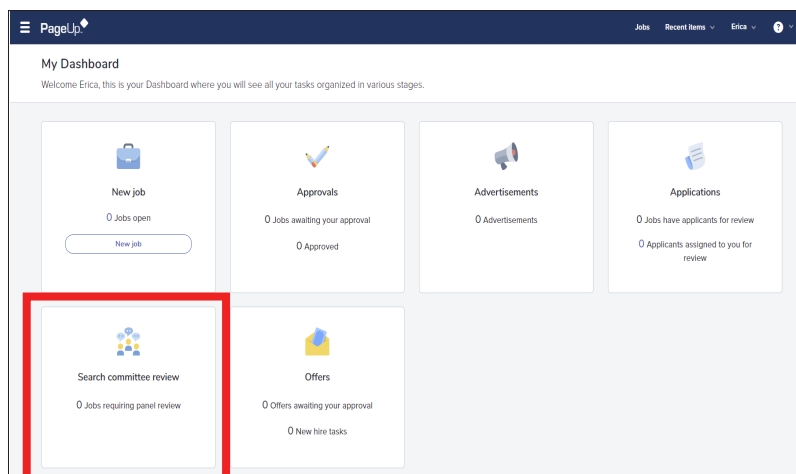 PageUp
Jobs Recent items Erica ?
My Dashboard
Welcome Erica, this is your Dashboard where you will see all your tasks organized in various stages.
New job
0 Jobs open
New job
Approvals
0 Jobs awaiting your approval
0 Approved
Advertisements
0 Advertisements
Applications
0 Jobs have applicants for review
0 Applicants assigned to you for
review
Search committee review
0 Jobs requiring panel review
Offers
0 Offers awaiting your approval
0 New hire tasks